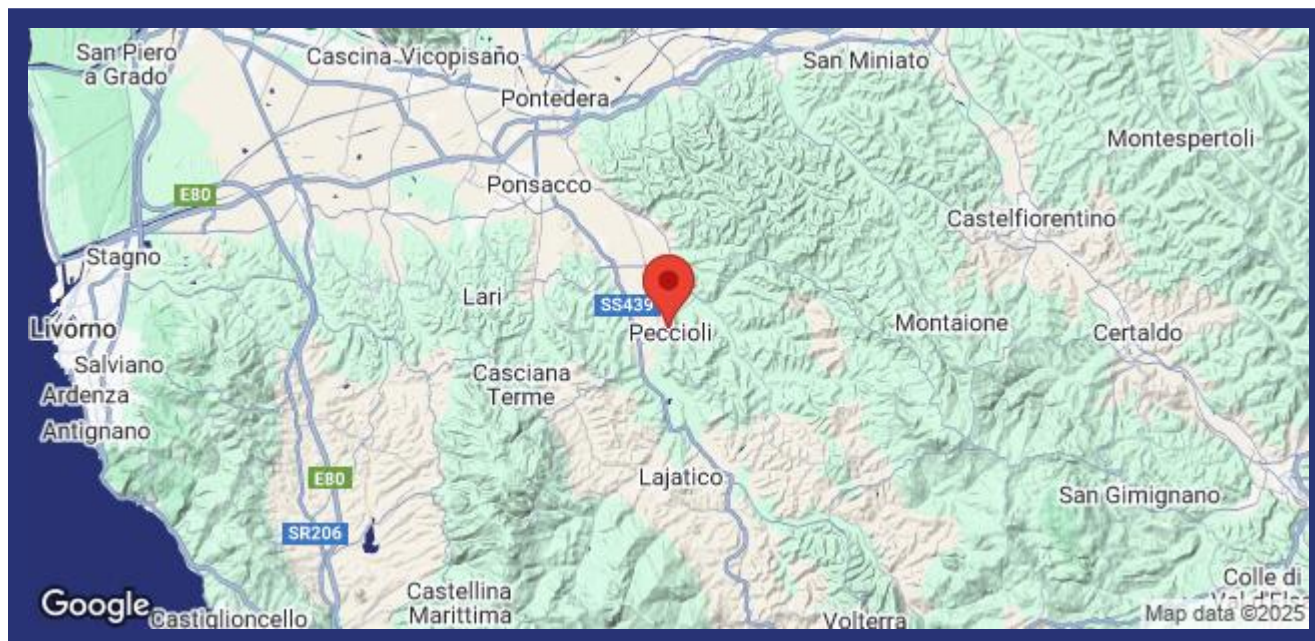 San Piero
a Grado
Cascina
Vicopisano
San Miniato
Pontedera
Montespertoli
Ponsacco
E80
Castelfiorentino
Stagno
Lari
SS439
Livorno
Peccioli
Montaione
Certaldo
Salviano
Casciana
Terme
Ardenza
Antignano
Lajatico
E80
San Gimignano
SR206
Castellina
Marittima
Colle di
Val d'Elsa
Google
Castiglioncello
Volterra
Map data ©2025